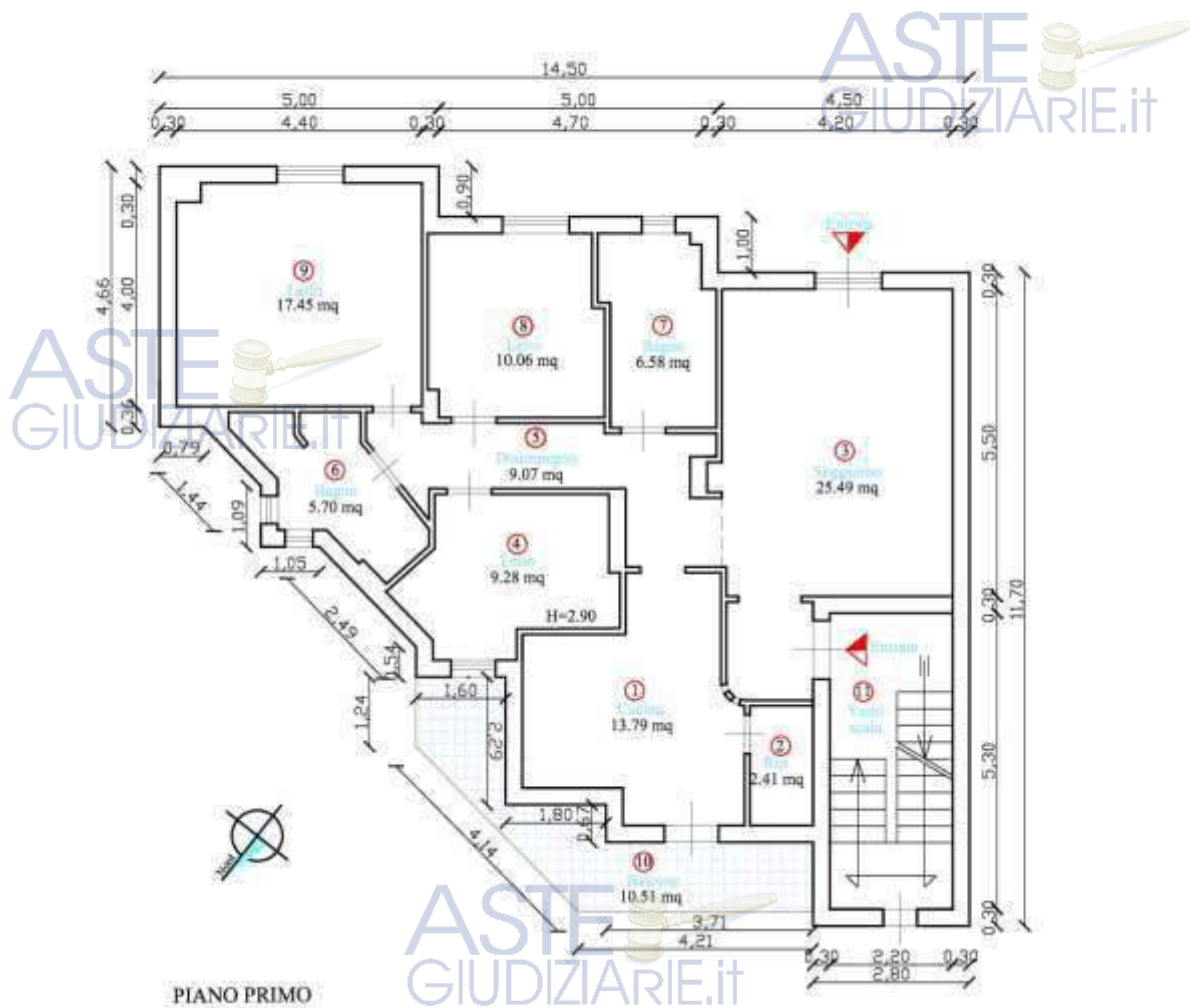 ASTE
GIUDIZIARIE.it
14,50
5,00
5,00
4,50
0,30
4,40
0,30
4,70
0,30
4,20
0,30
0,90
1,00
Entrata
0,30
4,66
4,00
0,30
0,30
5,50
0,30
11,70
5,30
0,30
9
Letto
17.45 mq
8
Letto
10.06 mq
7
Bagno
6.58 mq
3
Soggiorno
25.49 mq
ASTE
GIUDIZIARIE.it
5
Disimpegno
9.07 mq
6
Bagno
5.70 mq
4
Letto
9.28 mq
H=2.90
0,79
1,44
1,09
1,05
2,49
0,54
1,24
1,60
2,29
1,80
0,67
4,14
Entrata
11
Vano
scala
1
Cucina
13.79 mq
2
Rip
2.41 mq
Nord
10
Balcone
10.51 mq
3,71
4,21
0,30
2,20
0,30
2,80
ASTE
GIUDIZIARIE.it
PIANO PRIMO